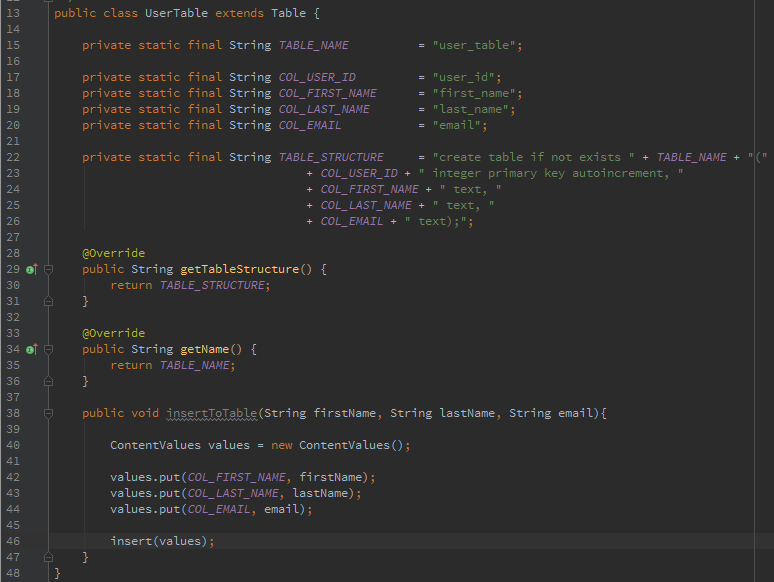 13 public class UserTable extends Table {
14
15     private static final String TABLE_NAME          = "user_table";
16
17     private static final String COL_USER_ID         = "user_id";
18     private static final String COL_FIRST_NAME      = "first_name";
19     private static final String COL_LAST_NAME       = "last_name";
20     private static final String COL_EMAIL           = "email";
21
22     private static final String TABLE_STRUCTURE     = "create table if not exists " + TABLE_NAME + "("
23                                     + COL_USER_ID + " integer primary key autoincrement, "
24                                     + COL_FIRST_NAME + " text, "
25                                     + COL_LAST_NAME + " text, "
26                                     + COL_EMAIL + " text);";
27
28     @Override
29     public String getTableStructure() {
30         return TABLE_STRUCTURE;
31     }
32
33     @Override
34     public String getName() {
35         return TABLE_NAME;
36     }
37
38     public void insertToTable(String firstName, String lastName, String email){
39
40         ContentValues values = new ContentValues();
41
42         values.put(COL_FIRST_NAME, firstName);
43         values.put(COL_LAST_NAME, lastName);
44         values.put(COL_EMAIL, email);
45
46         insert(values);
47     }
48 }